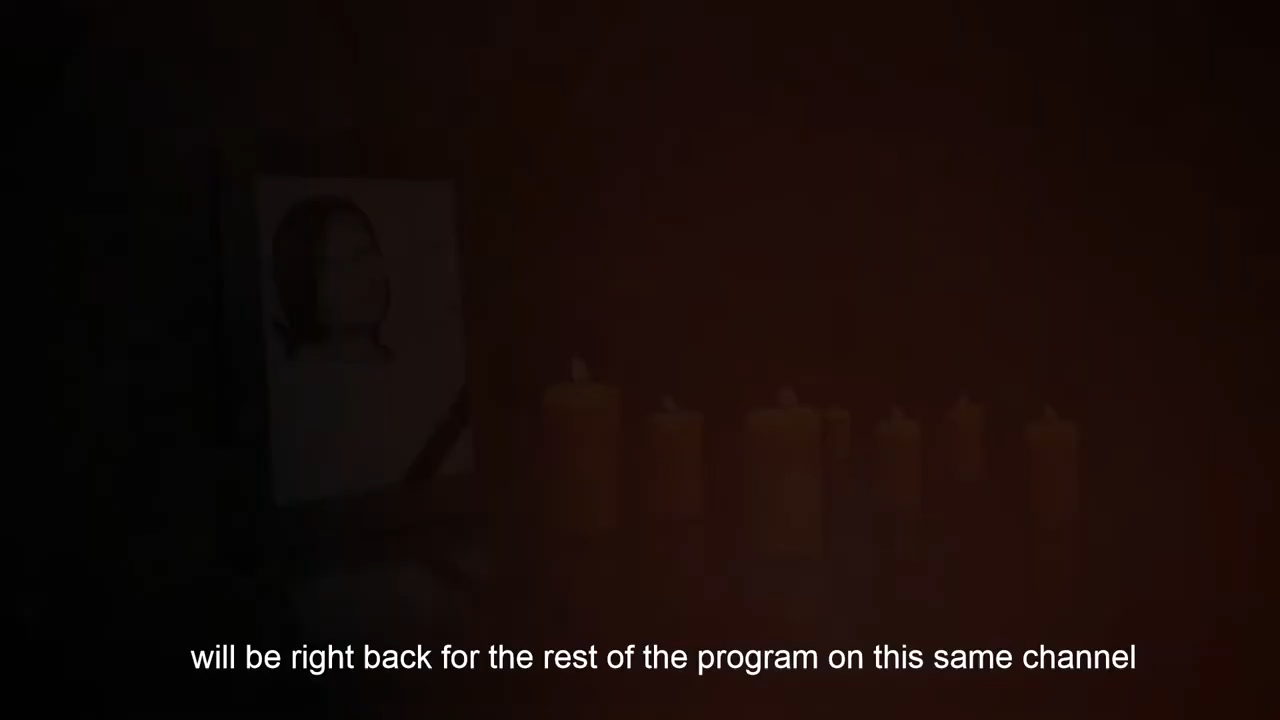 will be right back for the rest of the program on this same channel